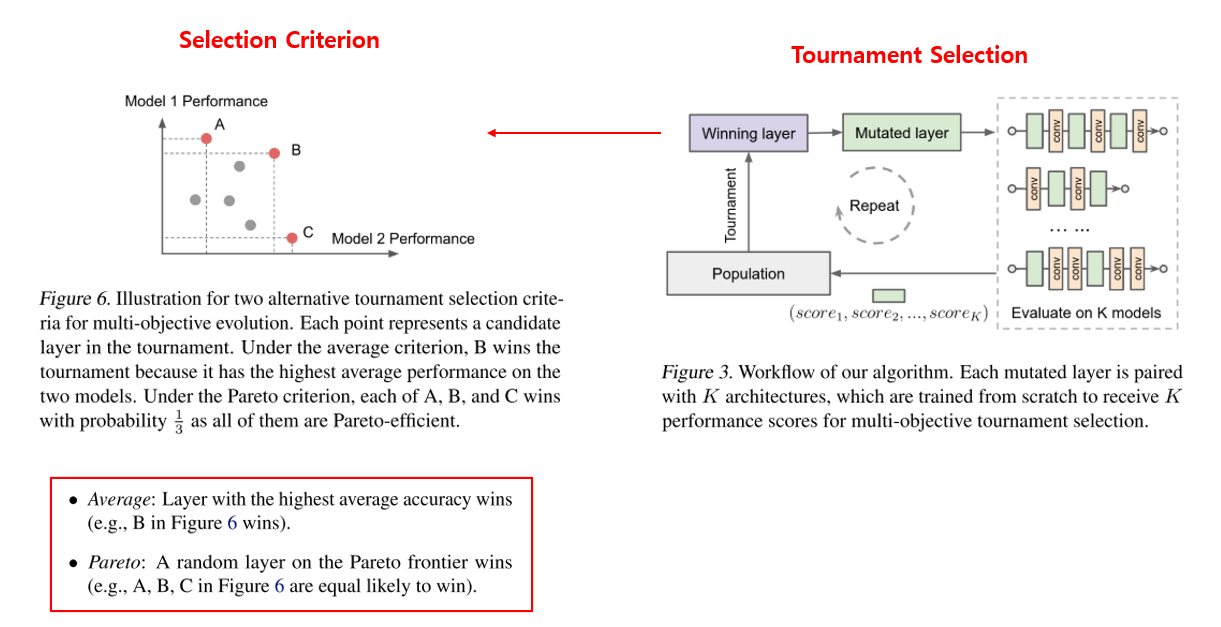 Selection Criterion
Model 1 Performance
A
B
C
Model 2 Performance
Figure 6. Illustration for two alternative tournament selection crite-
ria for multi-objective evolution. Each point represents a candidate
layer in the tournament. Under the average criterion, B wins the
tournament because it has the highest average performance on the
two models. Under the Pareto criterion, each of A, B, and C wins
with probability 1/3 as all of them are Pareto-efficient.
• Average: Layer with the highest average accuracy wins
(e.g., B in Figure 6 wins).
• Pareto: A random layer on the Pareto frontier wins
(e.g., A, B, C in Figure 6 are equal likely to win).
Tournament Selection
Winning layer
Mutated layer
Tournament
Repeat
Population
(score₁, score₂, ..., scoreK)
conv conv conv
conv conv
... ...
conv conv conv conv
Evaluate on K models
Figure 3. Workflow of our algorithm. Each mutated layer is paired
with K architectures, which are trained from scratch to receive K
performance scores for multi-objective tournament selection.